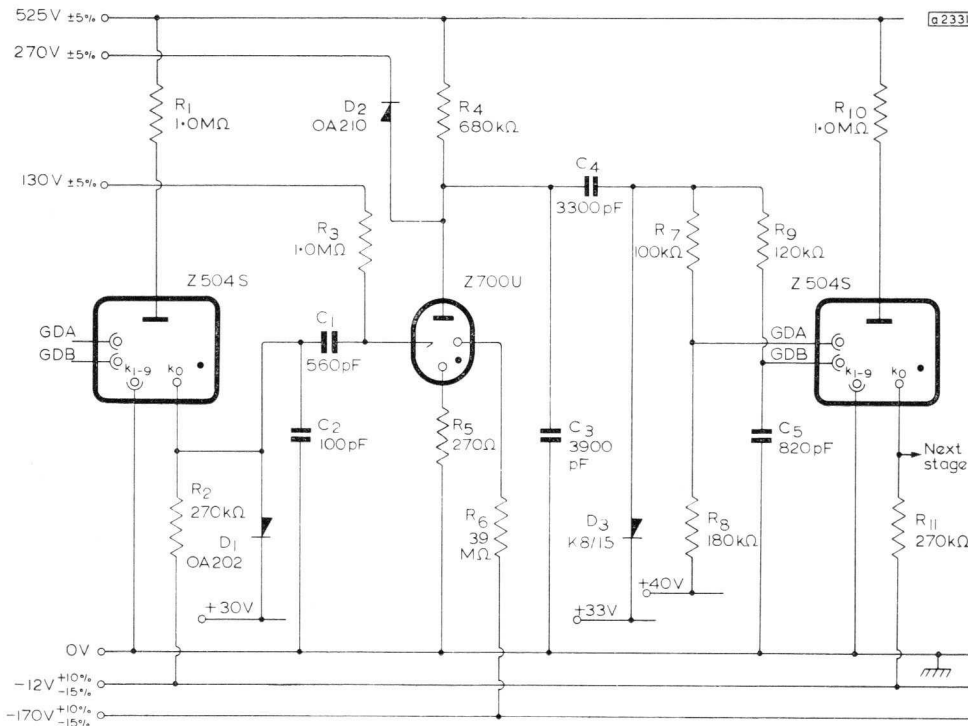 525V ±5%
a2331
270V ±5%
R1
1·0MΩ
D2
OA210
R4
680kΩ
R10
1·0MΩ
130V ±5%
C4
3300pF
R3
1·0MΩ
R7
100kΩ
R9
120kΩ
Z504S
Z700U
Z504S
GDA
GDB
k1-9
k0
C1
560pF
GDA
GDB
k1-9
k0
C2
100pF
R5
270Ω
C3
3900
pF
C5
820pF
Next
stage
R2
270kΩ
D1
OA202
R6
39
MΩ
D3
K8/15
R8
180kΩ
R11
270kΩ
+30V
+40V
+33V
0V
-12V +10%
-15%
-170V +10%
-15%